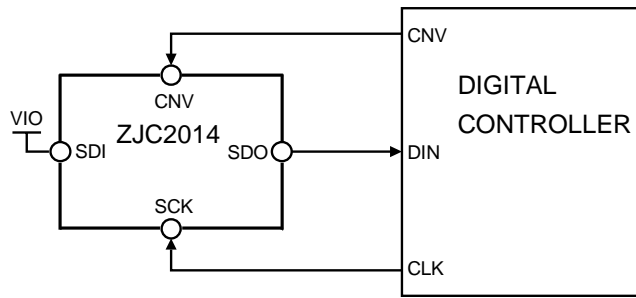 CNV
DIGITAL
CONTROLLER
VIO
CNV
ZJC2014
SDI
SDO
DIN
SCK
CLK